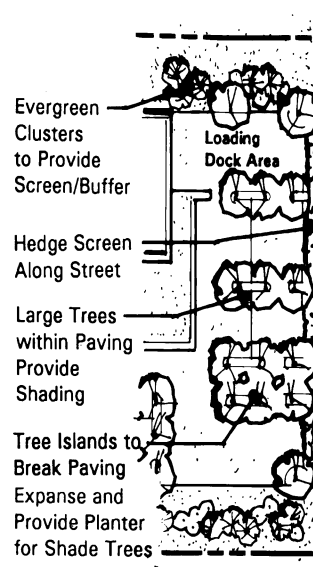 Evergreen
Clusters
to Provide
Screen/Buffer
Loading
Dock Area
Hedge Screen
Along Street
Large Trees
within Paving
Provide
Shading
Tree Islands to
Break Paving
Expanse and
Provide Planter
for Shade Trees